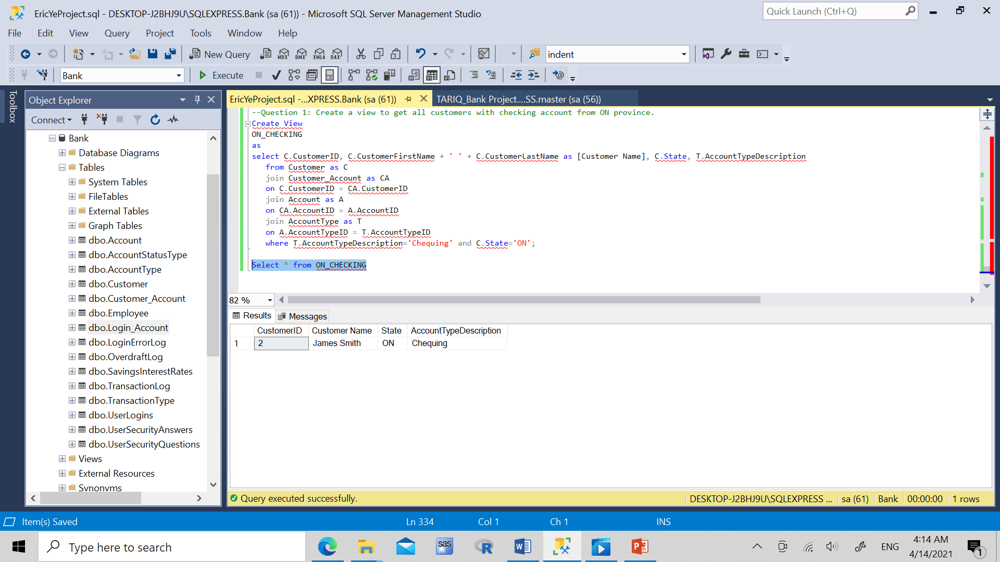 EricYeProject.sql - DESKTOP-J2BHJ9U\SQLEXPRESS.Bank (sa (61)) - Microsoft SQL Server Management Studio
Quick Launch (Ctrl+Q)
File Edit View Query Project Tools Window Help
New Query MDX DMX XMLA DAX indent
Bank Execute
Toolbox
Object Explorer
Connect
Bank
Database Diagrams
Tables
System Tables
FileTables
External Tables
Graph Tables
dbo.Account
dbo.AccountStatusType
dbo.AccountType
dbo.Customer
dbo.Customer_Account
dbo.Employee
dbo.Login_Account
dbo.LoginErrorLog
dbo.OverdraftLog
dbo.SavingsInterestRates
dbo.TransactionLog
dbo.TransactionType
dbo.UserLogins
dbo.UserSecurityAnswers
dbo.UserSecurityQuestions
Views
External Resources
Synonyms
EricYeProject.sql -...XPRESS.Bank (sa (61)) TARIQ_Bank Project....SS.master (sa (56))
--Question 1: Create a view to get all customers with checking account from ON province.
Create View
ON_CHECKING
as
select C.CustomerID, C.CustomerFirstName + ' ' + C.CustomerLastName as [Customer Name], C.State, T.AccountTypeDescription
from Customer as C
join Customer_Account as CA
on C.CustomerID = CA.CustomerID
join Account as A
on CA.AccountID = A.AccountID
join AccountType as T
on A.AccountTypeID = T.AccountTypeID
where T.AccountTypeDescription='Chequing' and C.State='ON';
Select * from ON_CHECKING
82 %
Results Messages
CustomerID Customer Name State AccountTypeDescription
1 2 James Smith ON Chequing
Query executed successfully. DESKTOP-J2BHJ9U\SQLEXPRESS ... sa (61) Bank 00:00:00 1 rows
Item(s) Saved Ln 334 Col 1 Ch 1 INS
Type here to search
sas
ENG
4:14 AM
4/14/2021
1